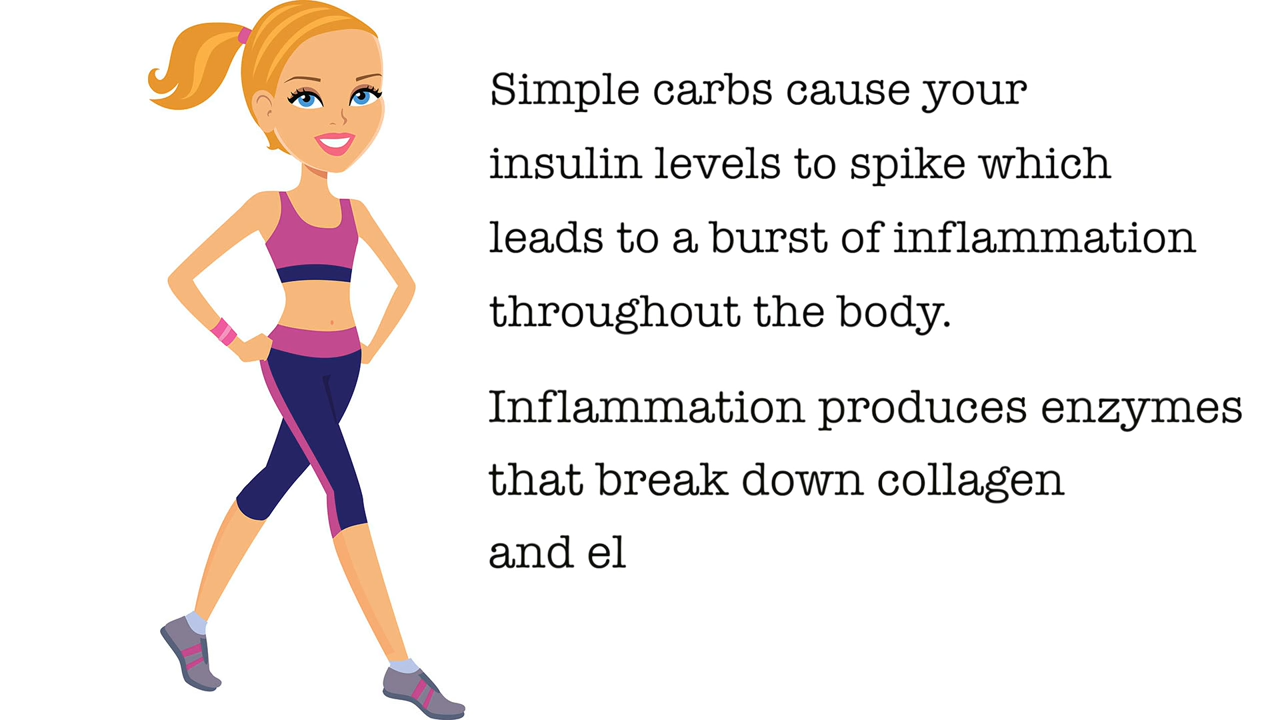 Simple carbs cause your
insulin levels to spike which
leads to a burst of inflammation
throughout the body.
Inflammation produces enzymes
that break down collagen
and el